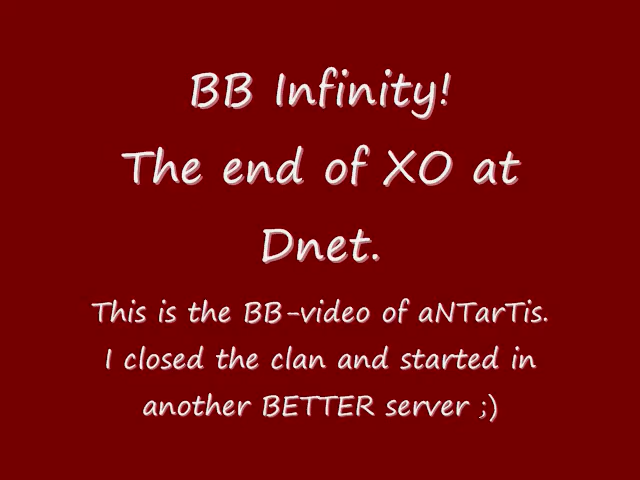 BB Infinity!
The end of XO at
Dnet.
This is the BB-video of aNTarTis.
I closed the clan and started in
another BETTER server ;)